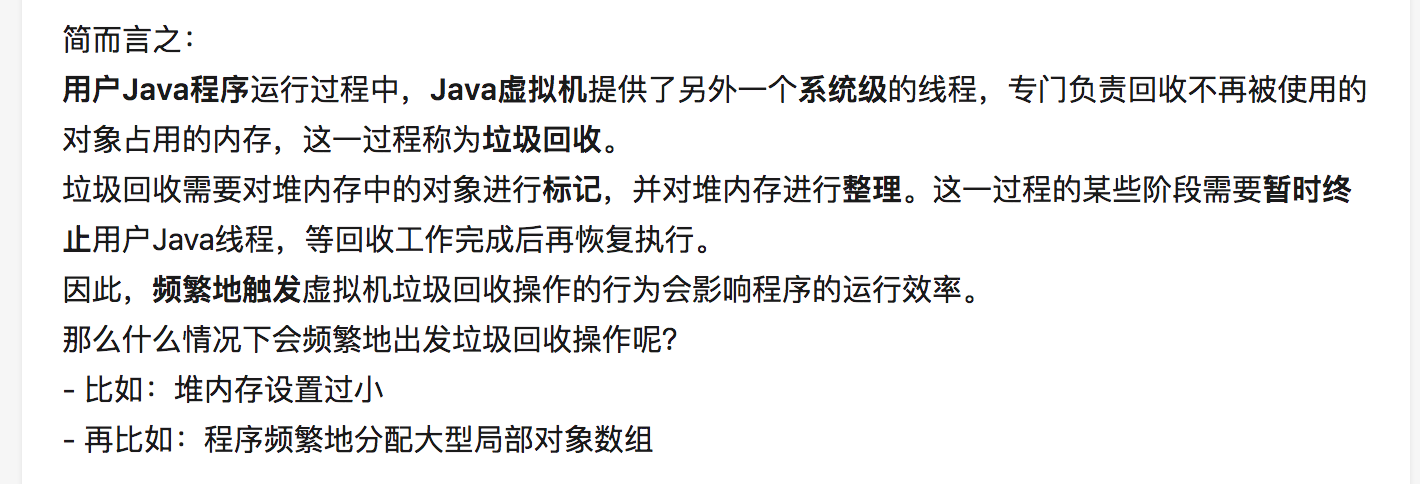 简而言之：
用户Java程序运行过程中，Java虚拟机提供了另外一个系统级的线程，专门负责回收不再被使用的
对象占用的内存，这一过程称为垃圾回收。
垃圾回收需要对堆内存中的对象进行标记，并对堆内存进行整理。这一过程的某些阶段需要暂时终
止用户Java线程，等回收工作完成后再恢复执行。
因此，频繁地触发虚拟机垃圾回收操作的行为会影响程序的运行效率。
那么什么情况下会频繁地出发垃圾回收操作呢？
- 比如：堆内存设置过小
- 再比如：程序频繁地分配大型局部对象数组